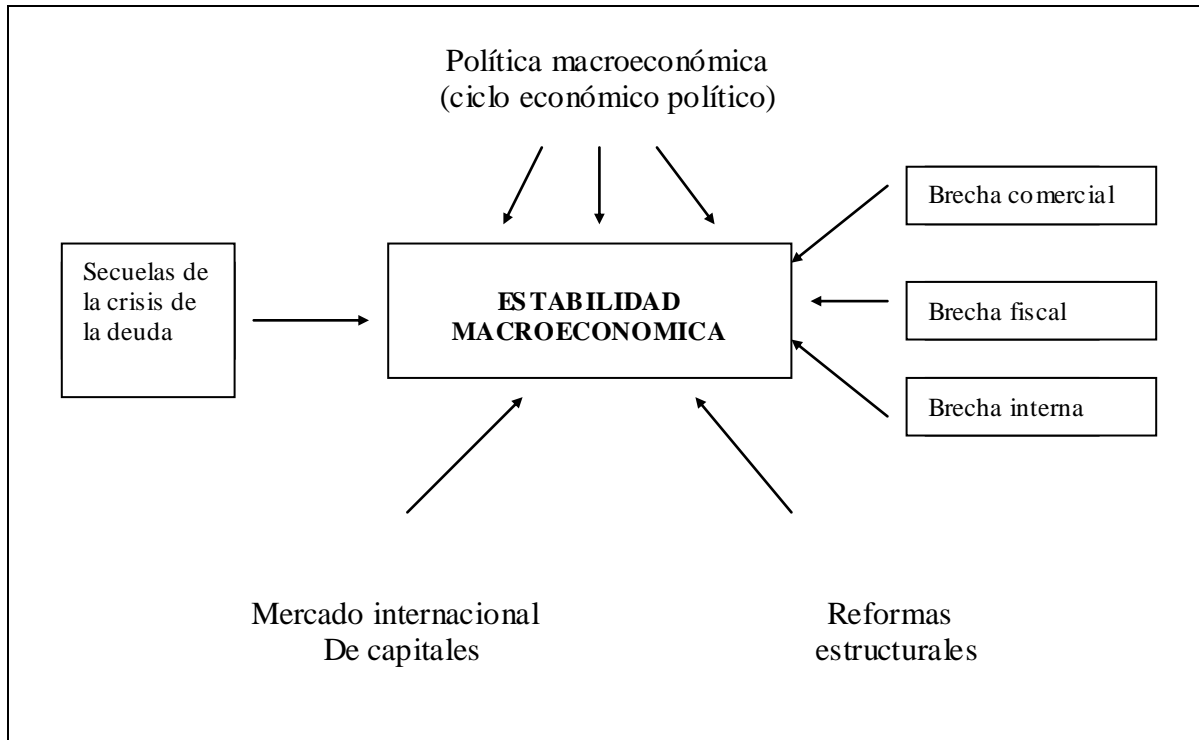 Política macroeconómica
(ciclo económico político)
Brecha comercial
Secuelas de
la crisis de
la deuda
ESTABILIDAD
MACROECONOMICA
Brecha fiscal
Brecha interna
Mercado internacional
De capitales
Reformas
estructurales